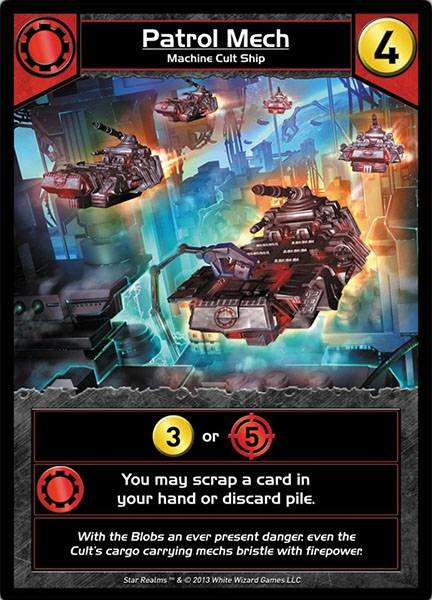 Patrol Mech
Machine Cult Ship
4
3 or 5
You may scrap a card in
your hand or discard pile.
With the Blobs an ever present danger, even the
Cult's cargo carrying mechs bristle with firepower.
Star Realms ™ & © 2013 White Wizard Games LLC